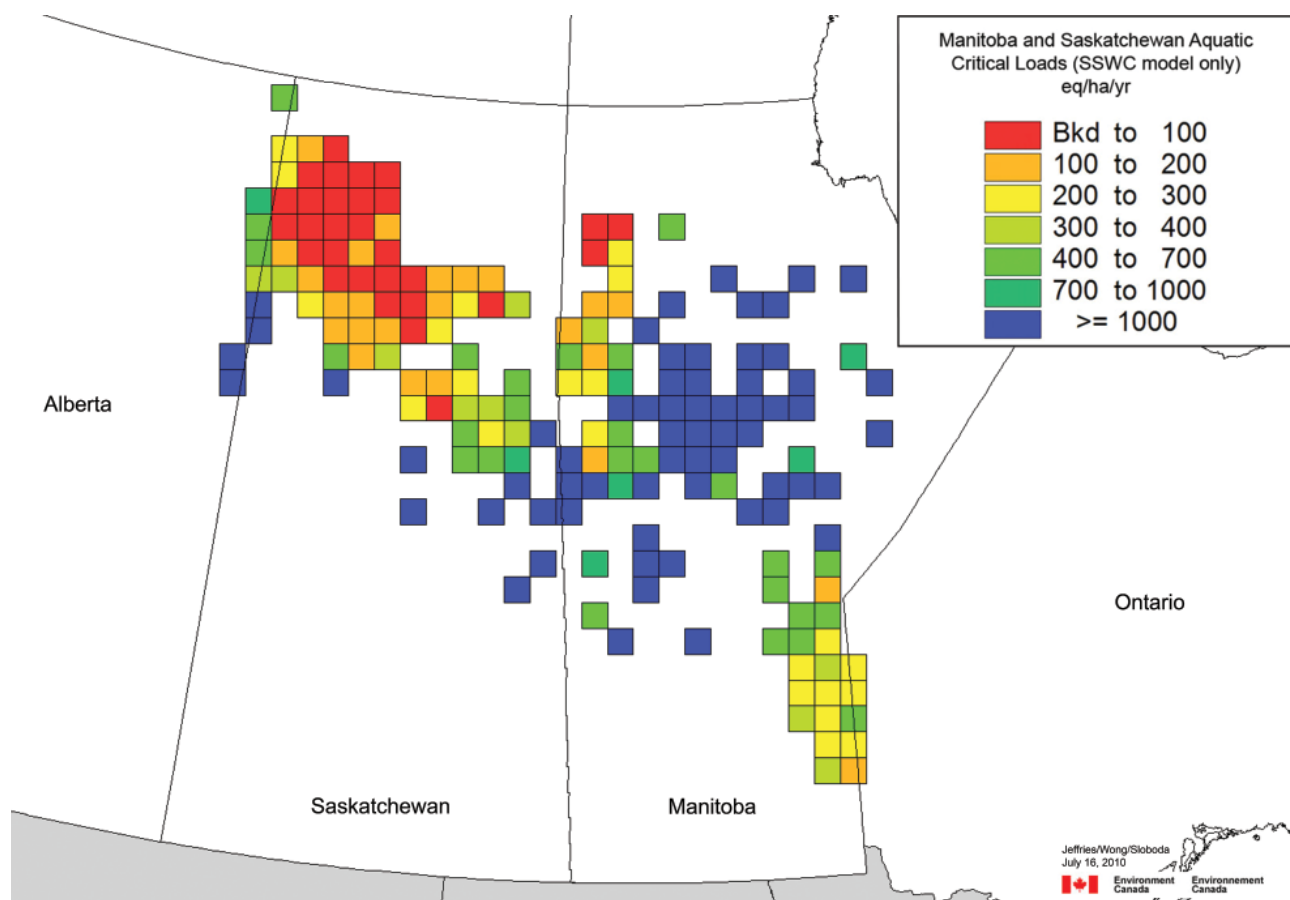 Manitoba and Saskatchewan Aquatic
Critical Loads (SSWC model only)
eq/ha/yr
Bkd to 100
100 to 200
200 to 300
300 to 400
400 to 700
700 to 1000
>= 1000
Alberta
Ontario
Saskatchewan
Manitoba
Jeffries/Wong/Sloboda
July 16, 2010
Environment Canada
Environnement Canada